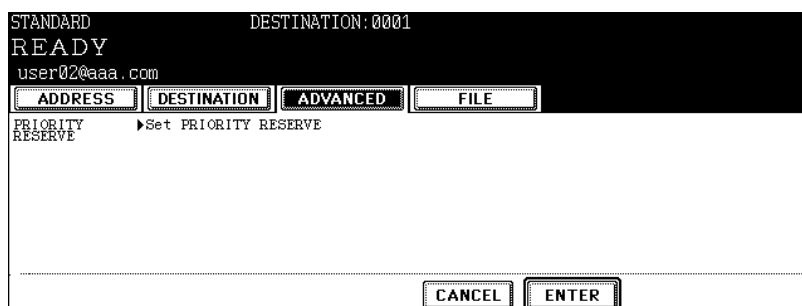 STANDARD DESTINATION:0001
READY
user02@aaa.com
ADDRESS DESTINATION ADVANCED FILE
PRIORITY RESERVE ▶Set PRIORITY RESERVE
CANCEL ENTER